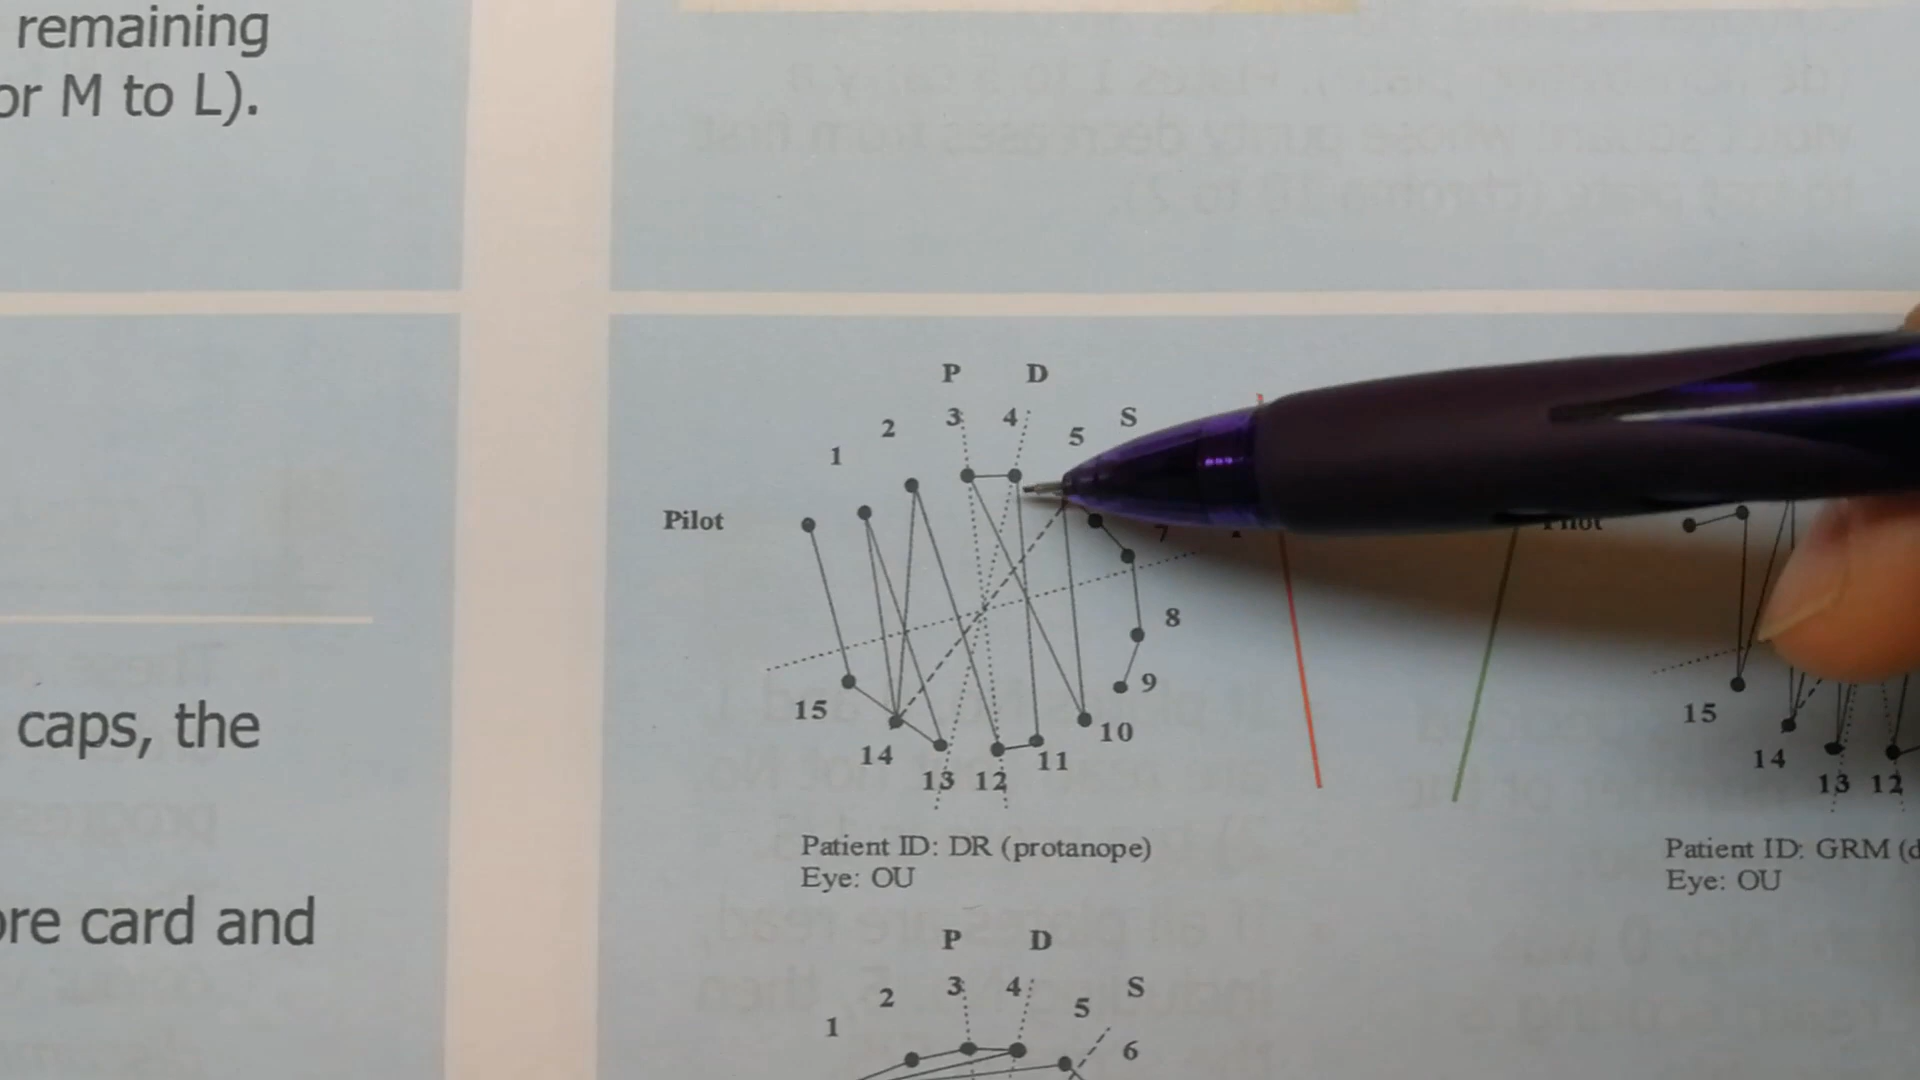 remaining
or M to L).
caps, the
ore card and
P D
3 4 S
2 5
1
Pilot
7
8
9
15
10
14
11
13 12
Patient ID: DR (protanope)
Eye: OU
P D
3 4 S
2 5
1 6
15
14
13 12
Patient ID: GRM (d
Eye: OU